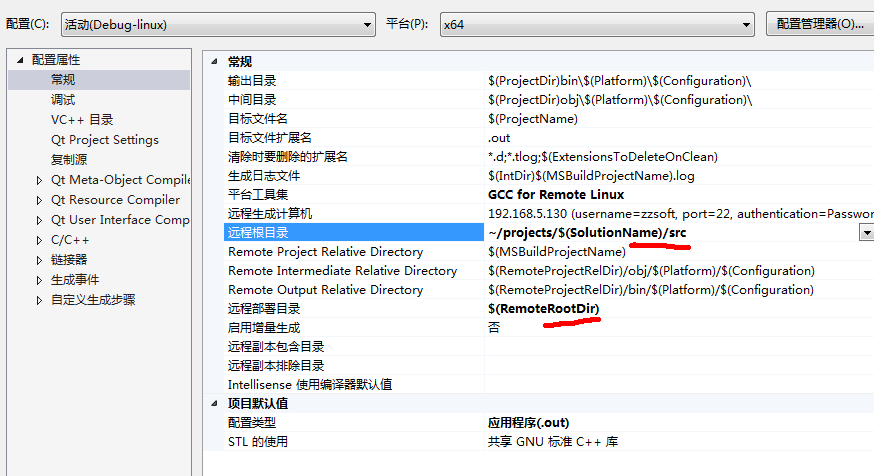 配置(C): 活动(Debug-linux) 平台(P): x64 配置管理器(O)...
配置属性
常规
调试
VC++ 目录
Qt Project Settings
复制源
Qt Meta-Object Compile
Qt Resource Compiler
Qt User Interface Comp
C/C++
链接器
生成事件
自定义生成步骤
常规
输出目录 $(ProjectDir)bin\$(Platform)\$(Configuration)\
中间目录 $(ProjectDir)obj\$(Platform)\$(Configuration)\
目标文件名 $(ProjectName)
目标文件扩展名 .out
清除时要删除的扩展名 *.d;*.tlog;$(ExtensionsToDeleteOnClean)
生成日志文件 $(IntDir)$(MSBuildProjectName).log
平台工具集 GCC for Remote Linux
远程生成计算机 192.168.5.130 (username=zzsoft, port=22, authentication=Passwor
远程根目录 ~/projects/$(SolutionName)/src
Remote Project Relative Directory $(MSBuildProjectName)
Remote Intermediate Relative Directory $(RemoteProjectRelDir)/obj/$(Platform)/$(Configuration)
Remote Output Relative Directory $(RemoteProjectRelDir)/bin/$(Platform)/$(Configuration)
远程部署目录 $(RemoteRootDir)
启用增量生成 否
远程副本包含目录
远程副本排除目录
Intellisense 使用编译器默认值
项目默认值
配置类型 应用程序(.out)
STL 的使用 共享 GNU 标准 C++ 库